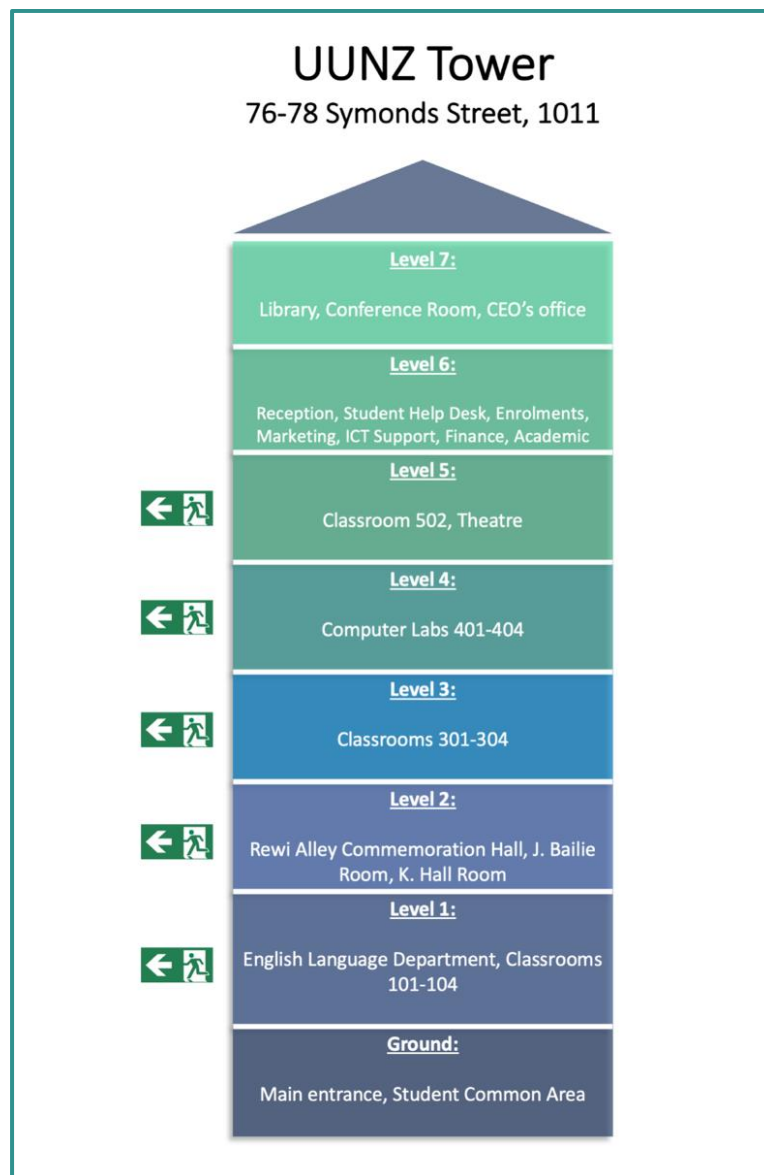 UUNZ Tower
76-78 Symonds Street, 1011
Level 7:
Library, Conference Room, CEO’s office
Level 6:
Reception, Student Help Desk, Enrolments,
Marketing, ICT Support, Finance, Academic
Level 5:
Classroom 502, Theatre
Level 4:
Computer Labs 401-404
Level 3:
Classrooms 301-304
Level 2:
Rewi Alley Commemoration Hall, J. Bailie
Room, K. Hall Room
Level 1:
English Language Department, Classrooms
101-104
Ground:
Main entrance, Student Common Area